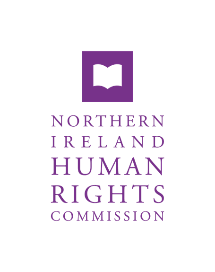 NORTHERN
IRELAND
HUMAN
RIGHTS
COMMISSION